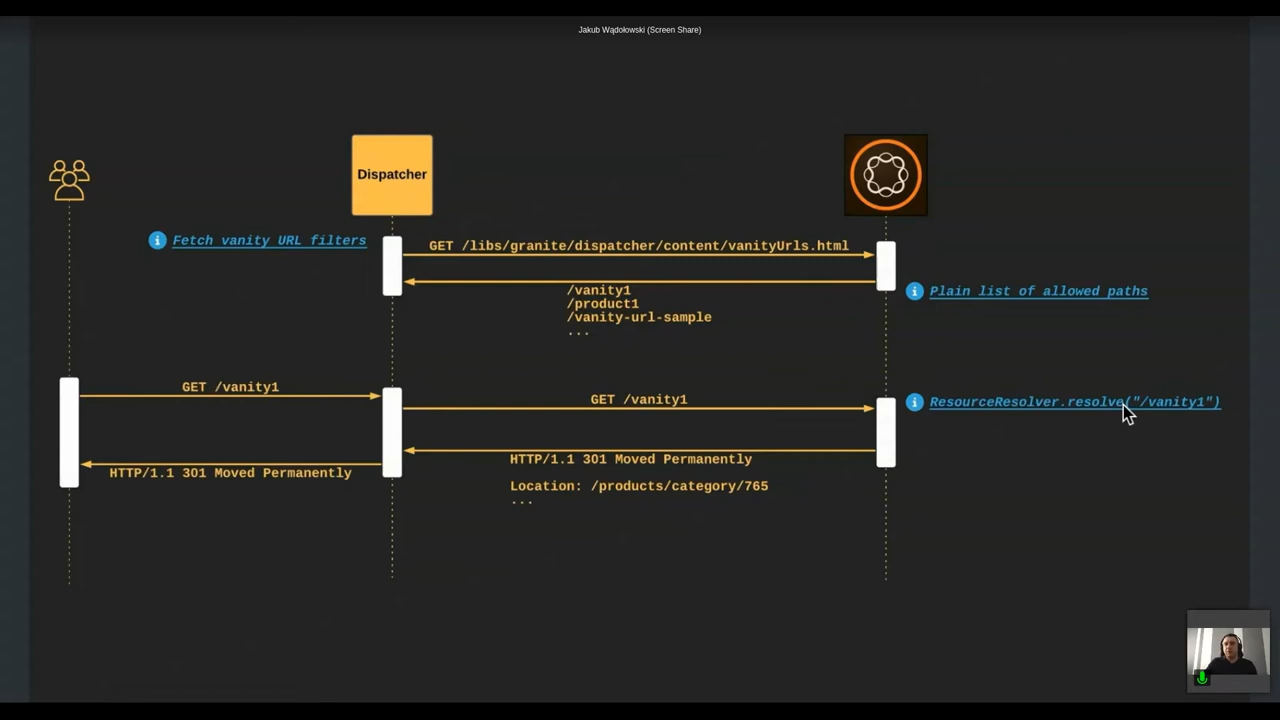 Jakub Wądołowski (Screen Share)
Dispatcher
Fetch vanity URL filters
GET /libs/granite/dispatcher/content/vanityUrls.html
/vanity1
/product1
/vanity-url-sample
...
Plain list of allowed paths
GET /vanity1
GET /vanity1
ResourceResolver.resolve("/vanity1")
HTTP/1.1 301 Moved Permanently
HTTP/1.1 301 Moved Permanently
Location: /products/category/765
...